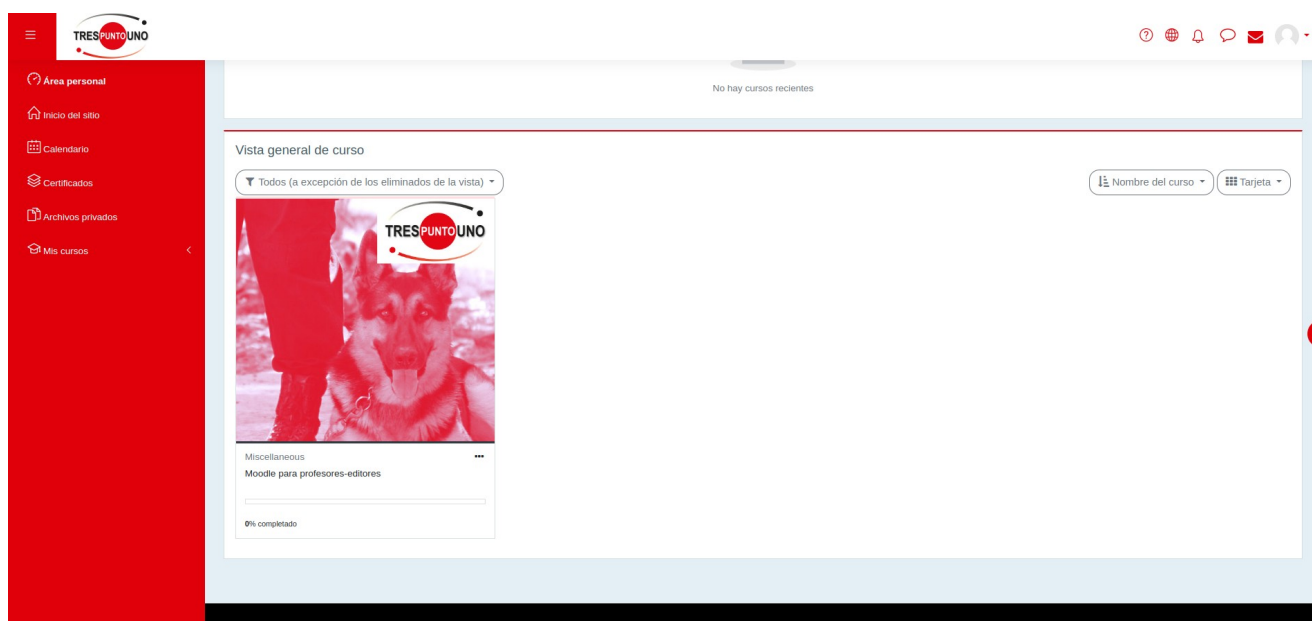 TRESPUNTOUNO
Área personal
Inicio del sitio
Calendario
Certificados
Archivos privados
Mis cursos
No hay cursos recientes
Vista general de curso
Todos (a excepción de los eliminados de la vista)
Nombre del curso
Tarjeta
TRESPUNTOUNO
Miscellaneous
Moodle para profesores-editores
0% completado